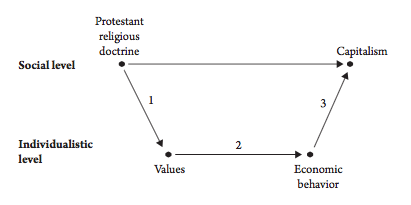 Protestant
religious
doctrine
Capitalism
Social level
1
3
Individualistic
level
2
Values
Economic
behavior